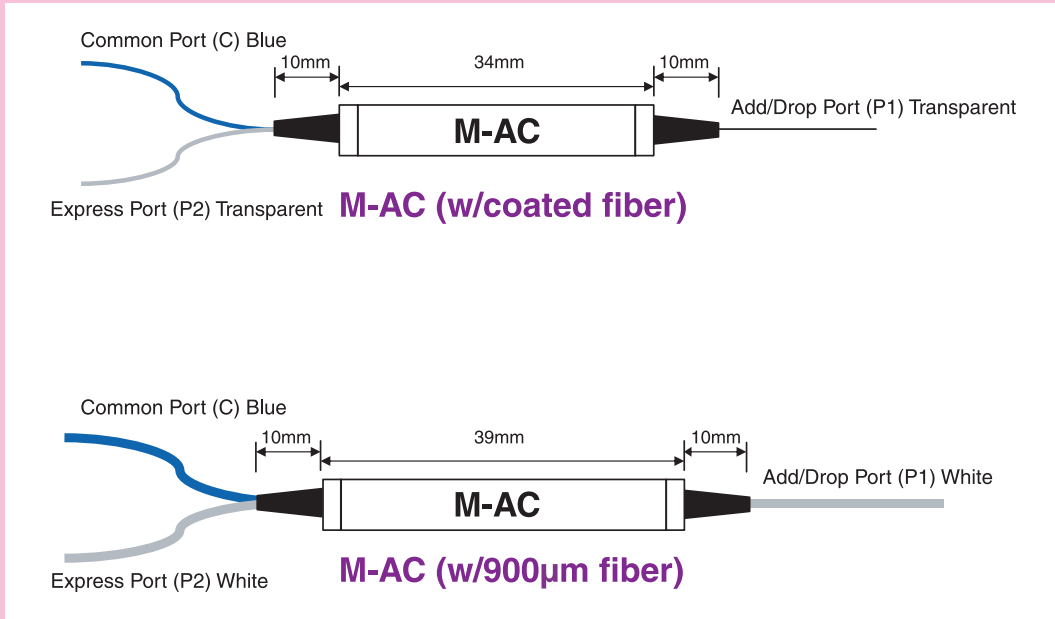 Common Port (C) Blue
10mm
34mm
10mm
Add/Drop Port (P1) Transparent
M-AC
Express Port (P2) Transparent
M-AC (w/coated fiber)
Common Port (C) Blue
10mm
39mm
10mm
Add/Drop Port (P1) White
M-AC
Express Port (P2) White
M-AC (w/900µm fiber)